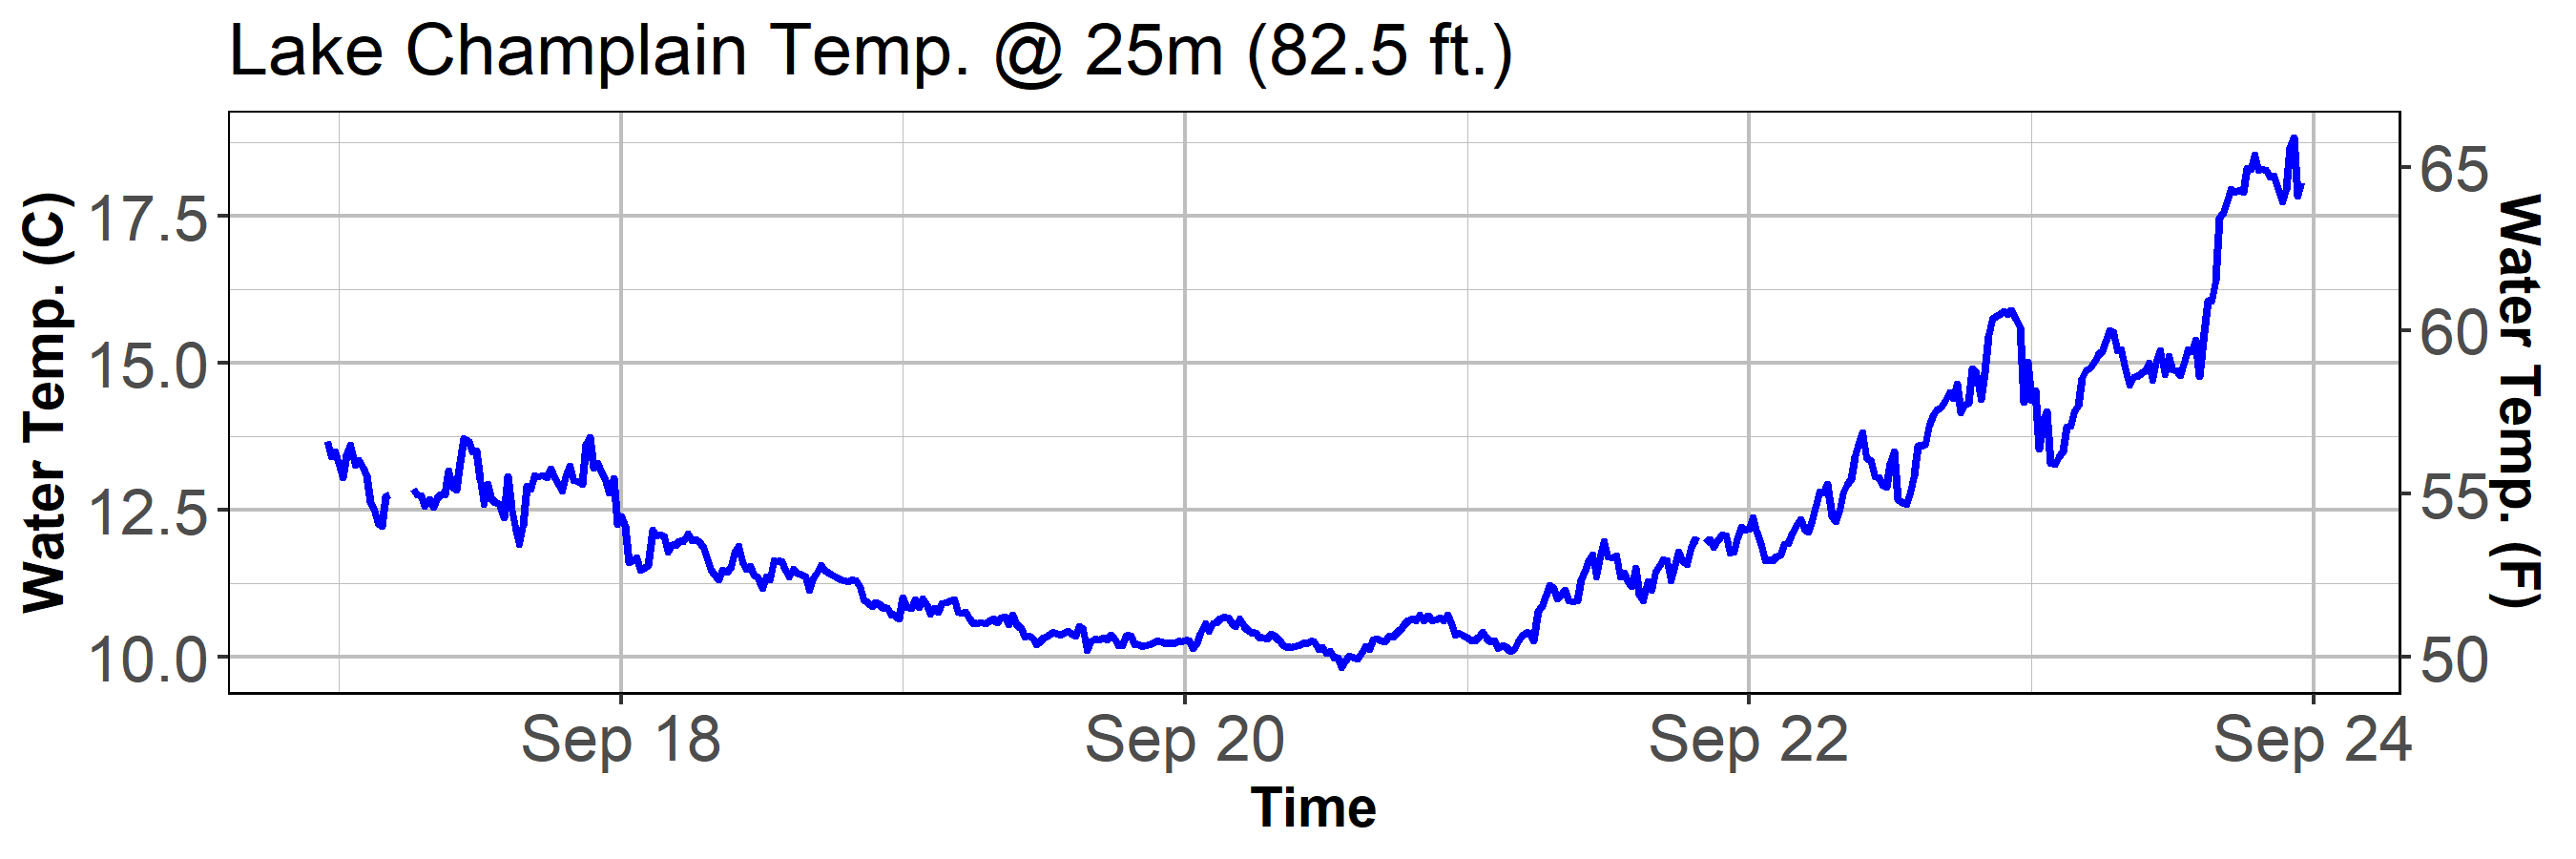 Lake Champlain Temp. @ 25m (82.5 ft.)
Water Temp. (C)
17.5
15.0
12.5
10.0
65
60
55
50
Water Temp. (F)
Sep 18
Sep 20
Sep 22
Sep 24
Time